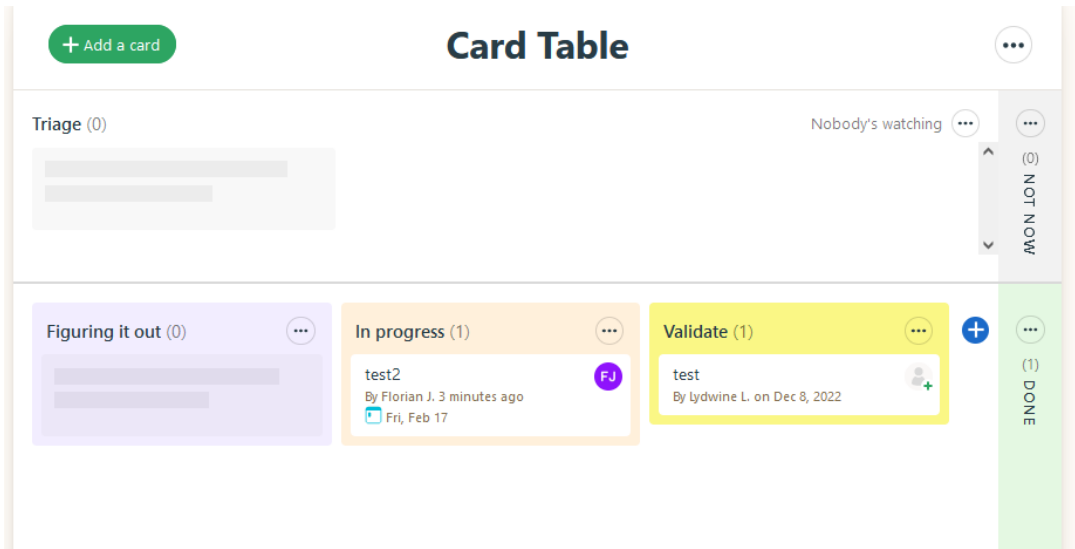 + Add a card
Card Table
Triage (0)
Nobody's watching
(0) NOT NOW
Figuring it out (0)
In progress (1)
test2
By Florian J. 3 minutes ago
Fri, Feb 17
FJ
Validate (1)
test
By Lydwine L. on Dec 8, 2022
(1) DONE